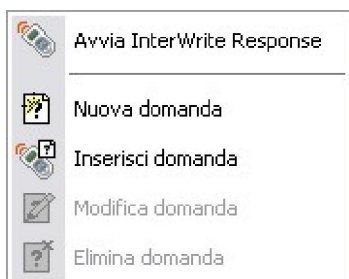 Avvia InterWrite Response
Nuova domanda
Inserisci domanda
Modifica domanda
Elimina domanda